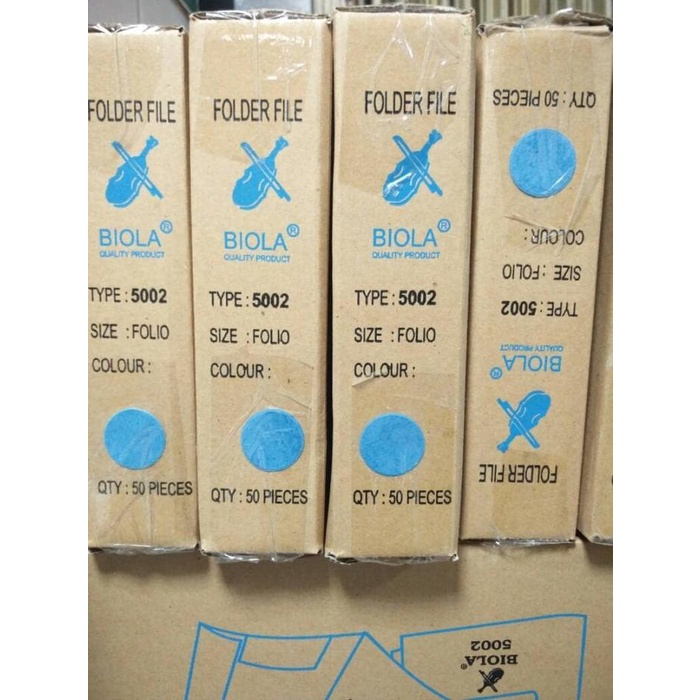 FOLDER FILE
BIOLA®
QUALITY PRODUCT
TYPE : 5002
SIZE : FOLIO
COLOUR :
QTY : 50 PIECES
FOLDER FILE
BIOLA®
QUALITY PRODUCT
TYPE : 5002
SIZE : FOLIO
COLOUR :
QTY : 50 PIECES
FOLDER FILE
BIOLA®
QUALITY PRODUCT
TYPE : 5002
SIZE : FOLIO
COLOUR :
QTY : 50 PIECES
FOLDER FILE
BIOLA®
QUALITY PRODUCT
TYPE : 5002
SIZE : FOLIO
COLOUR :
QTY : 50 PIECES
BIOLA®
5002